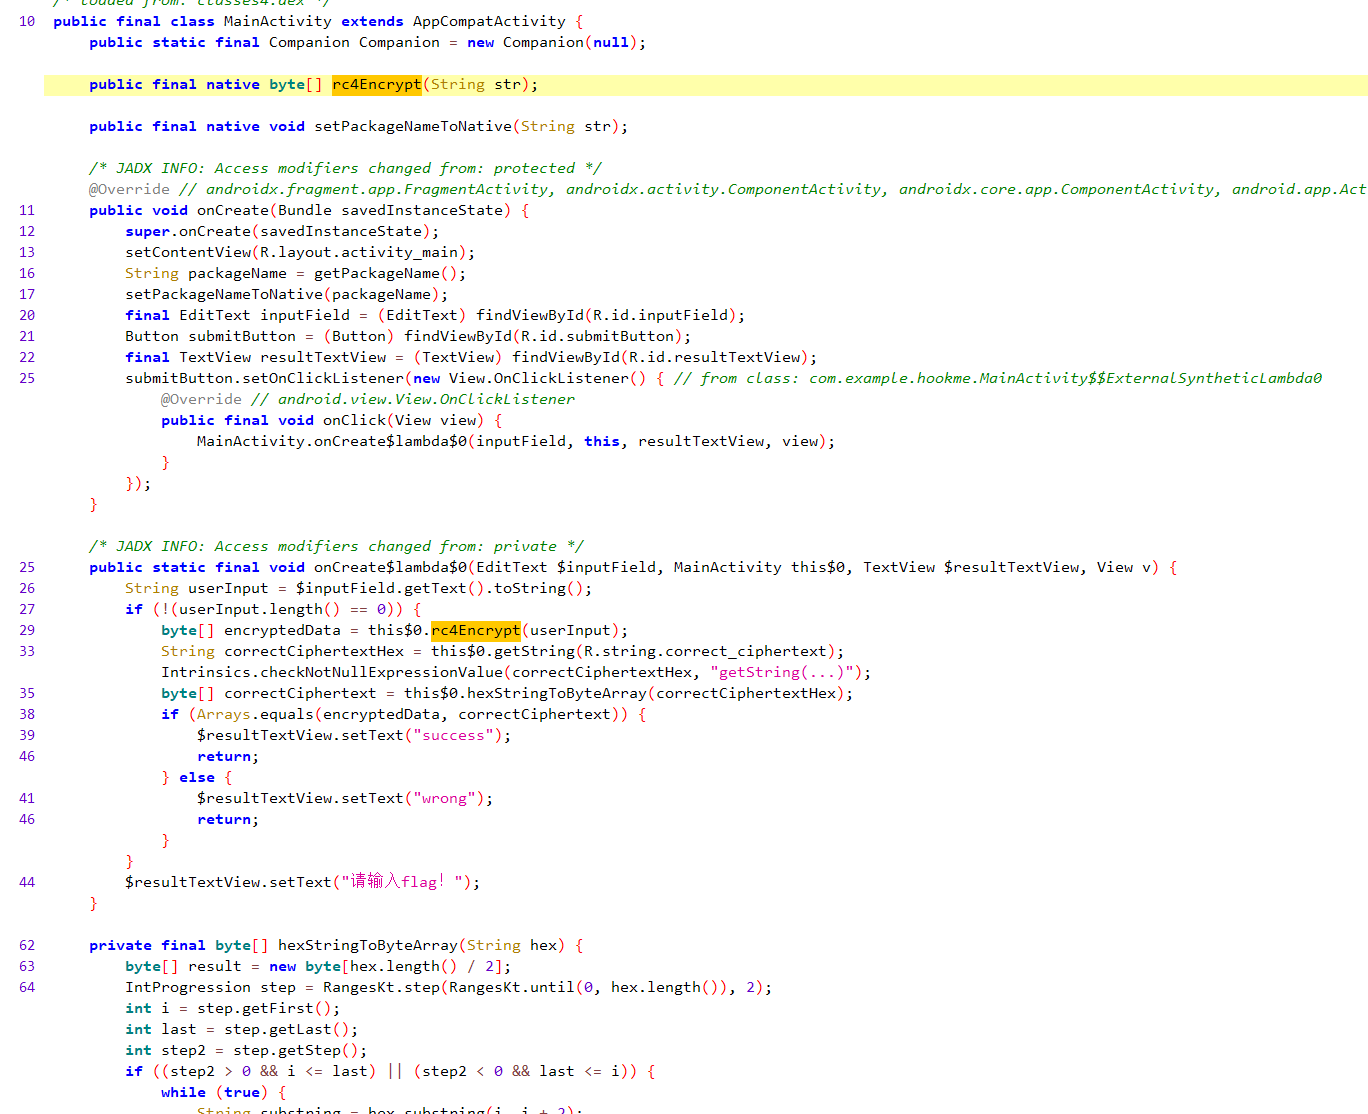 /* loaded from: classes4.dex */
10 public final class MainActivity extends AppCompatActivity {
public static final Companion Companion = new Companion(null);
public final native byte[] rc4Encrypt(String str);
public final native void setPackageNameToNative(String str);
/* JADX INFO: Access modifiers changed from: protected */
@Override // androidx.fragment.app.FragmentActivity, androidx.activity.ComponentActivity, androidx.core.app.ComponentActivity, android.app.Act
11 public void onCreate(Bundle savedInstanceState) {
12 super.onCreate(savedInstanceState);
13 setContentView(R.layout.activity_main);
16 String packageName = getPackageName();
17 setPackageNameToNative(packageName);
20 final EditText inputField = (EditText) findViewById(R.id.inputField);
21 Button submitButton = (Button) findViewById(R.id.submitButton);
22 final TextView resultTextView = (TextView) findViewById(R.id.resultTextView);
25 submitButton.setOnClickListener(new View.OnClickListener() { // from class: com.example.hookme.MainActivity$$ExternalSyntheticLambda0
@Override // android.view.View.OnClickListener
public final void onClick(View view) {
MainActivity.onCreate$lambda$0(inputField, this, resultTextView, view);
}
});
}
/* JADX INFO: Access modifiers changed from: private */
25 public static final void onCreate$lambda$0(EditText $inputField, MainActivity this$0, TextView $resultTextView, View v) {
26 String userInput = $inputField.getText().toString();
27 if (!(userInput.length() == 0)) {
29 byte[] encryptedData = this$0.rc4Encrypt(userInput);
33 String correctCiphertextHex = this$0.getString(R.string.correct_ciphertext);
Intrinsics.checkNotNullExpressionValue(correctCiphertextHex, "getString(...)");
35 byte[] correctCiphertext = this$0.hexStringToByteArray(correctCiphertextHex);
38 if (Arrays.equals(encryptedData, correctCiphertext)) {
39 $resultTextView.setText("success");
46 return;
} else {
41 $resultTextView.setText("wrong");
46 return;
}
}
44 $resultTextView.setText("请输入flag！");
}
62 private final byte[] hexStringToByteArray(String hex) {
63 byte[] result = new byte[hex.length() / 2];
64 IntProgression step = RangesKt.step(RangesKt.until(0, hex.length()), 2);
int i = step.getFirst();
int last = step.getLast();
int step2 = step.getStep();
if ((step2 > 0 && i <= last) || (step2 < 0 && last <= i)) {
while (true) {
String substring = hex.substring(i, i + 2);